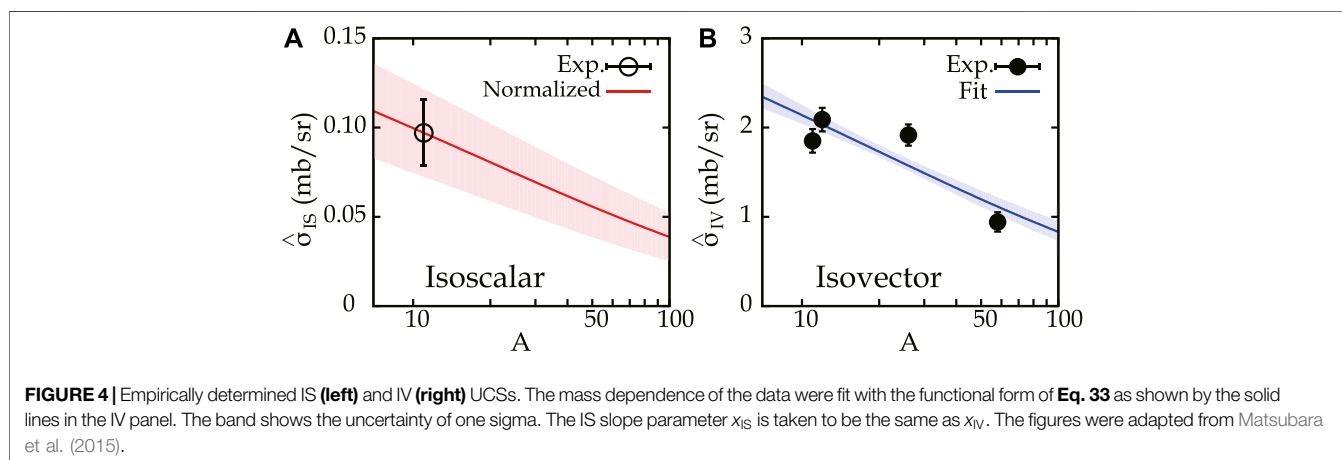 A
0.15
0.10
0.05
0
σ̂IS (mb/sr)
Exp.
Normalized
Isoscalar
10
50
100
A
B
3
2
1
0
σ̂IV (mb/sr)
Exp.
Fit
Isovector
10
50
100
A
FIGURE 4 | Empirically determined IS (left) and IV (right) UCSs. The mass dependence of the data were fit with the functional form of Eq. 33 as shown by the solid
lines in the IV panel. The band shows the uncertainty of one sigma. The IS slope parameter xIS is taken to be the same as xIV. The figures were adapted from Matsubara
et al. (2015).